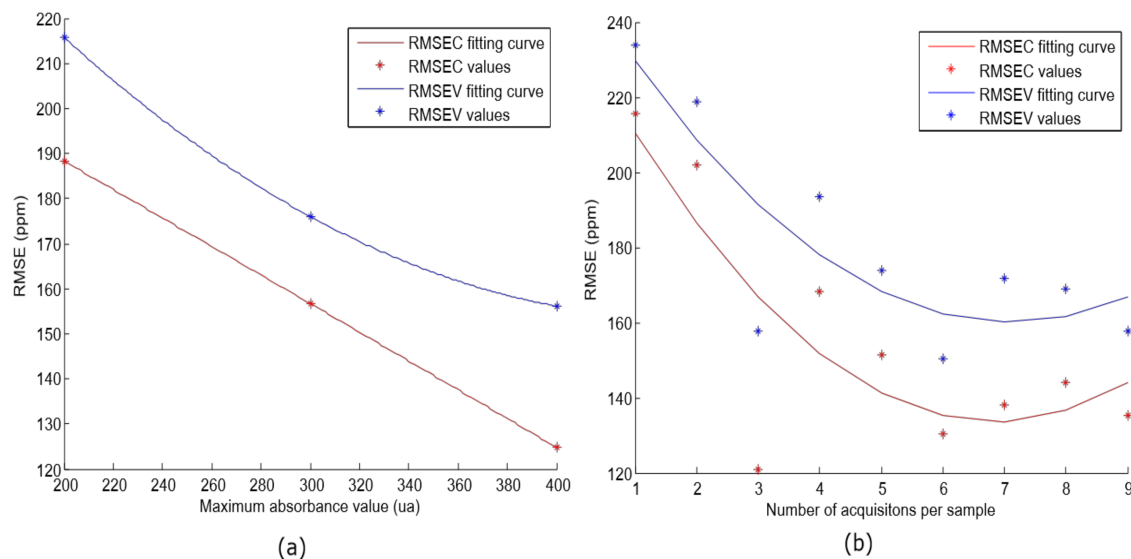 220
210
200
190
180
170
160
150
140
130
120
RMSE (ppm)
200 220 240 260 280 300 320 340 360 380 400
Maximum absorbance value (ua)
RMSEC fitting curve
RMSEC values
RMSEV fitting curve
RMSEV values
(a)
240
220
200
180
160
140
120
RMSE (ppm)
1 2 3 4 5 6 7 8 9
Number of acquisitons per sample
RMSEC fitting curve
RMSEC values
RMSEV fitting curve
RMSEV values
(b)